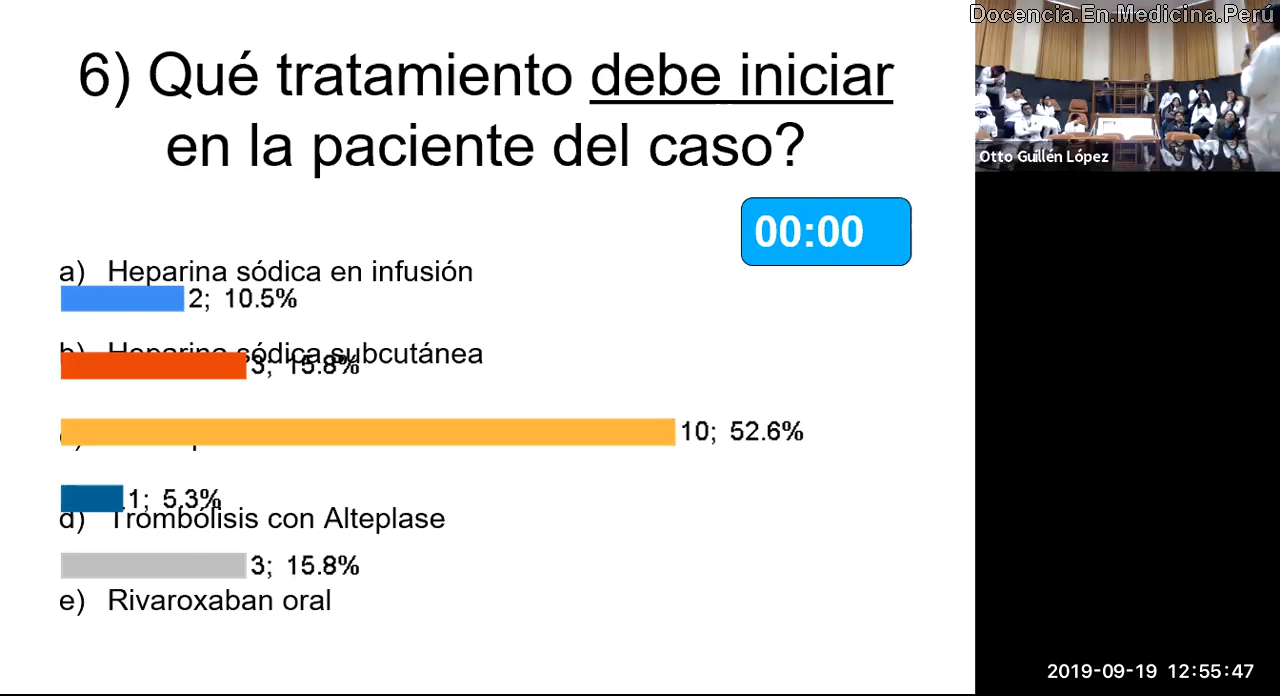 Docencia.En.Medicina.Perú
6) Qué tratamiento debe iniciar
en la paciente del caso?
Otto Guillén López
00:00
a) Heparina sódica en infusión
2; 10.5%
b) Heparina sódica subcutánea
3; 15.8%
10; 52.6%
1; 5.3%
d) Trombólisis con Alteplase
3; 15.8%
e) Rivaroxaban oral
2019-09-19 12:55:47